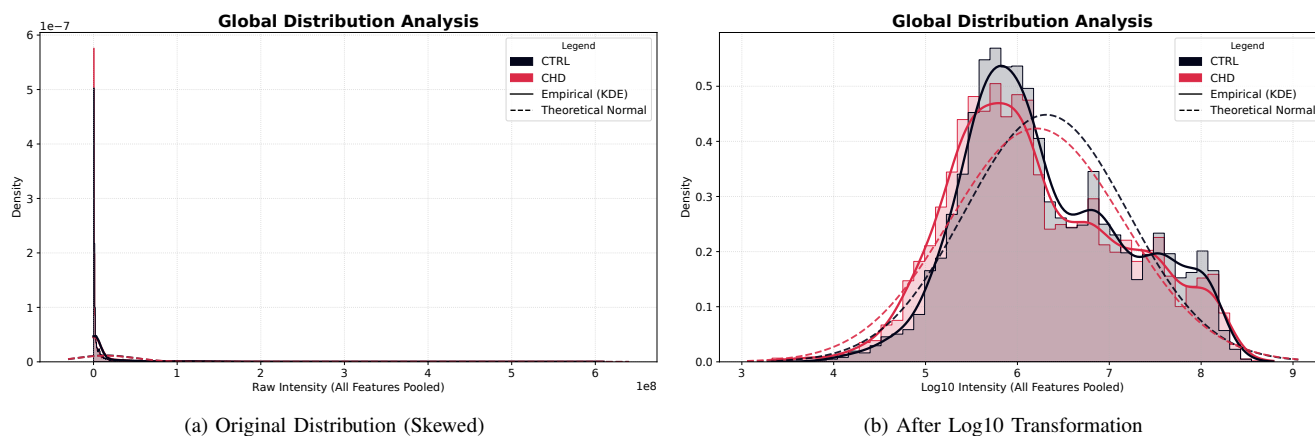 Global Distribution Analysis
1e−7
6
5
4
3
2
1
0
Density
Legend
CTRL
CHD
Empirical (KDE)
Theoretical Normal
0 1 2 3 4 5 6
1e8
Raw Intensity (All Features Pooled)
(a) Original Distribution (Skewed)
Global Distribution Analysis
0.5
0.4
0.3
0.2
0.1
0.0
Density
Legend
CTRL
CHD
Empirical (KDE)
Theoretical Normal
3 4 5 6 7 8 9
Log10 Intensity (All Features Pooled)
(b) After Log10 Transformation